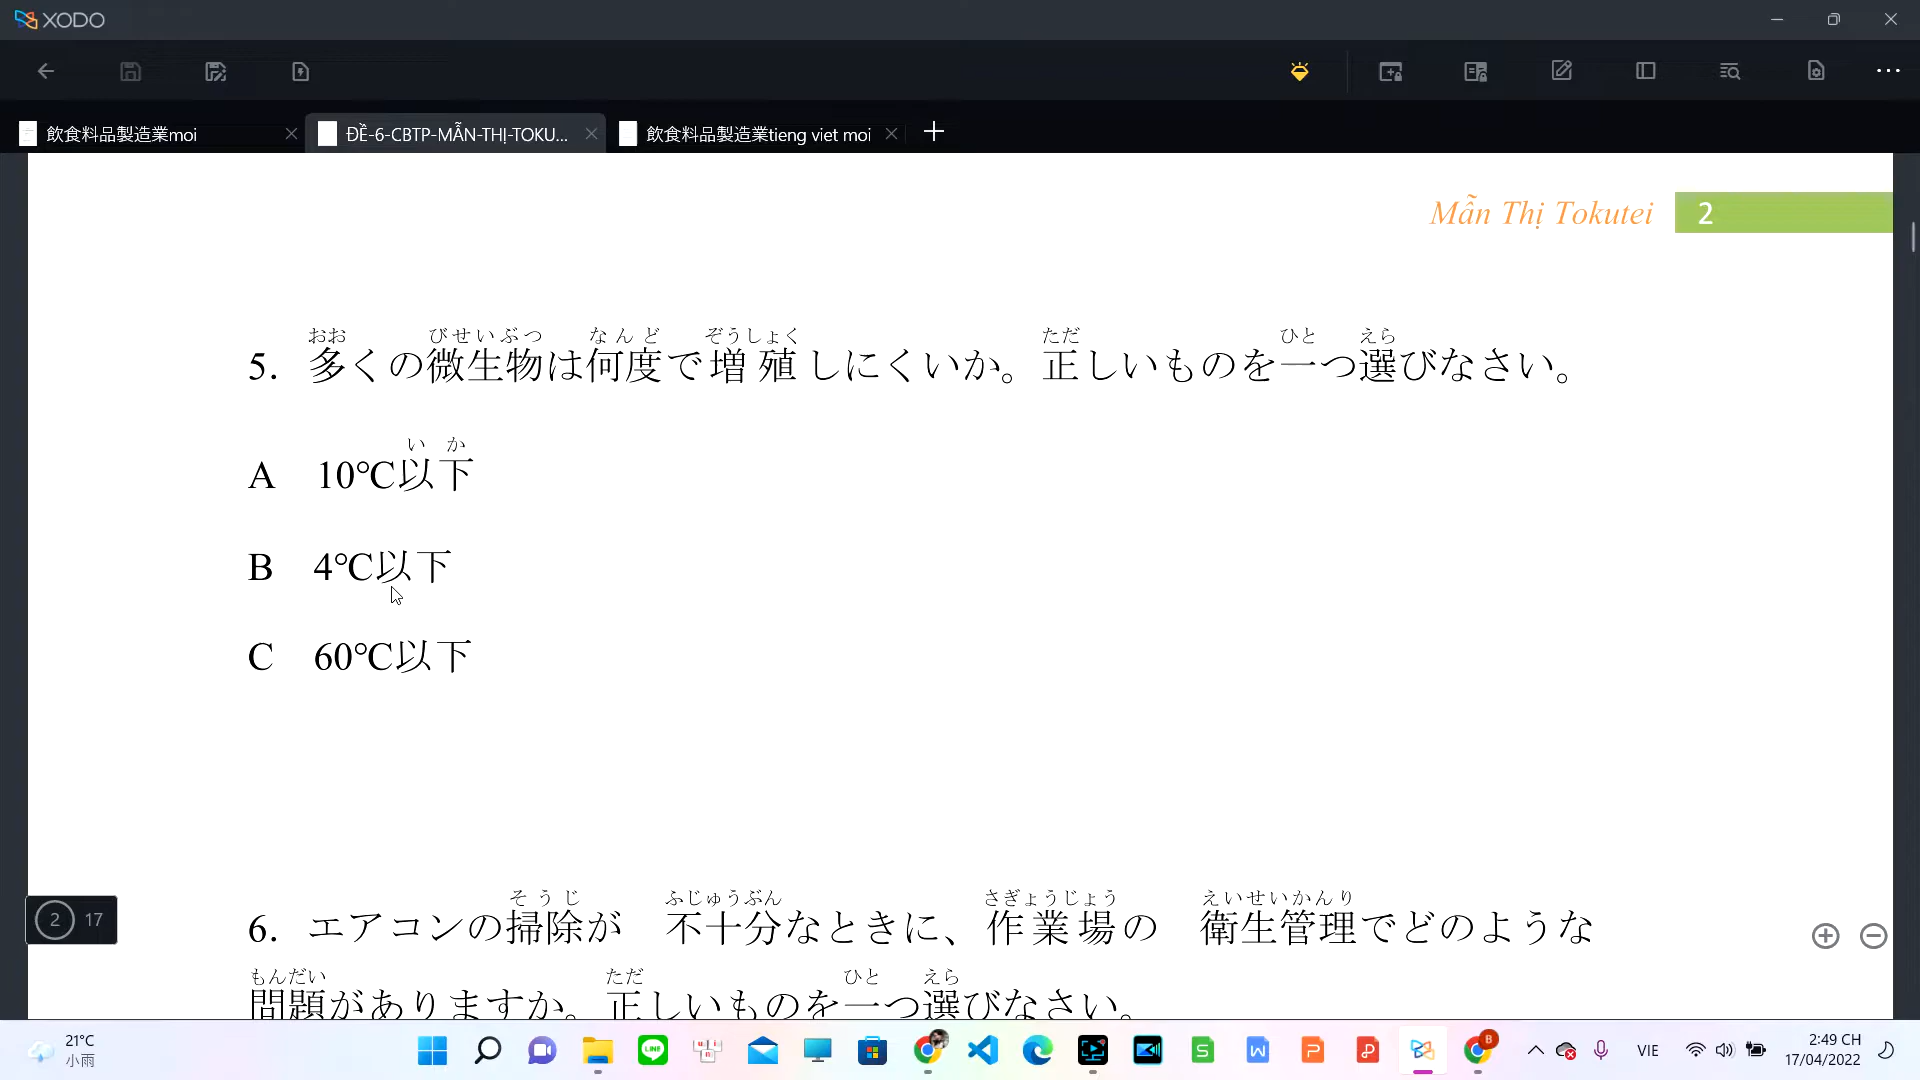 XODO
飲食料品製造業moi
ĐỀ-6-CBTP-MẪN-THỊ-TOKU...
飲食料品製造業tieng viet moi
Mẫn Thị Tokutei 2
おお びせいぶつ なんど ぞうしょく ただ ひと えら
5. 多くの微生物は何度で増殖しにくいか。正しいものを一つ選びなさい。
いか
A 10℃以下
B 4℃以下
C 60℃以下
そうじ ふじゅうぶん さぎょうじょう えいせいかんり
6. エアコンの掃除が 不十分なときに、作業場の 衛生管理でどのような
もんだい ただ ひと えら
問題がありますか。正しいものを一つ選びなさい。
2 17
21°C
小雨
VIE
2:49 CH
17/04/2022